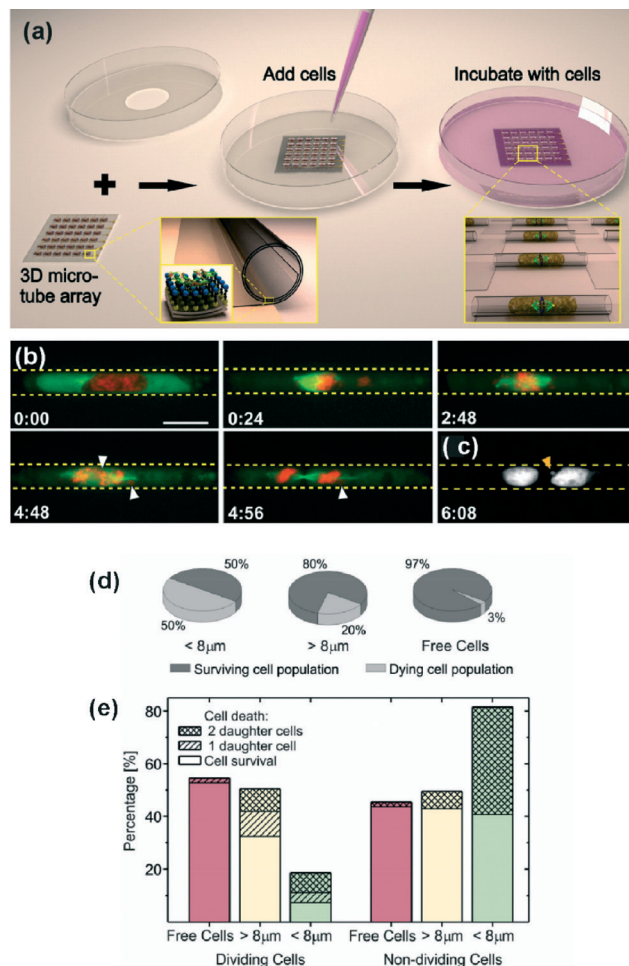 (a)
Add cells
Incubate with cells
3D micro-
tube array
(b)
0:00
0:24
2:48
4:48
4:56
(c)
6:08
(d)
50%
50%
< 8μm
80%
20%
> 8μm
97%
3%
Free Cells
Surviving cell population
Dying cell population
(e)
Percentage [%]
80
60
40
20
Cell death:
2 daughter cells
1 daughter cell
Cell survival
Free Cells
> 8μm
< 8μm
Free Cells
> 8μm
< 8μm
Dividing Cells
Non-dividing Cells